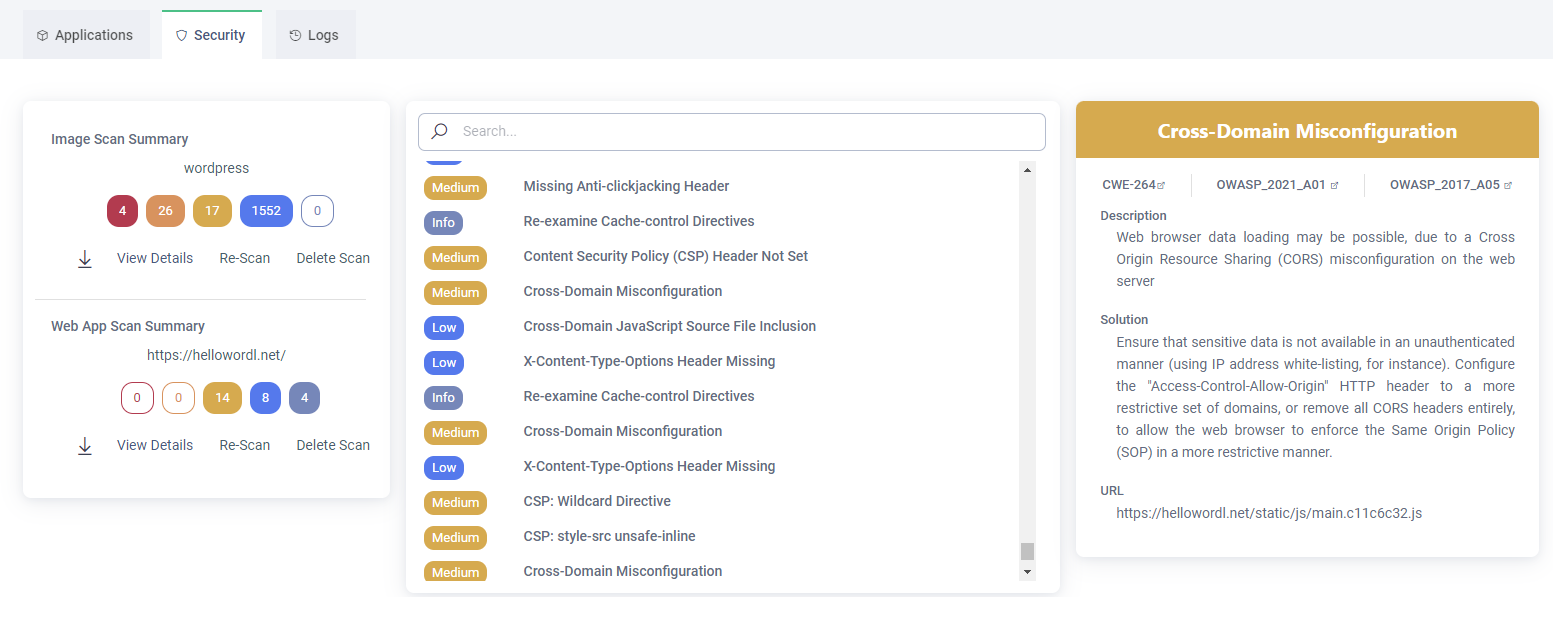 Applications
Security
Logs
Image Scan Summary
wordpress
4 26 17 1552 0
View Details Re-Scan Delete Scan
Web App Scan Summary
https://hellowordl.net/
0 0 14 8 4
View Details Re-Scan Delete Scan
Search...
Medium Missing Anti-clickjacking Header
Info Re-examine Cache-control Directives
Medium Content Security Policy (CSP) Header Not Set
Medium Cross-Domain Misconfiguration
Low Cross-Domain JavaScript Source File Inclusion
Low X-Content-Type-Options Header Missing
Info Re-examine Cache-control Directives
Medium Cross-Domain Misconfiguration
Low X-Content-Type-Options Header Missing
Medium CSP: Wildcard Directive
Medium CSP: style-src unsafe-inline
Medium Cross-Domain Misconfiguration
Cross-Domain Misconfiguration
CWE-264 OWASP_2021_A01 OWASP_2017_A05
Description
Web browser data loading may be possible, due to a Cross
Origin Resource Sharing (CORS) misconfiguration on the web
server
Solution
Ensure that sensitive data is not available in an unauthenticated
manner (using IP address white-listing, for instance). Configure
the "Access-Control-Allow-Origin" HTTP header to a more
restrictive set of domains, or remove all CORS headers entirely,
to allow the web browser to enforce the Same Origin Policy
(SOP) in a more restrictive manner.
URL
https://hellowordl.net/static/js/main.c11c6c32.js